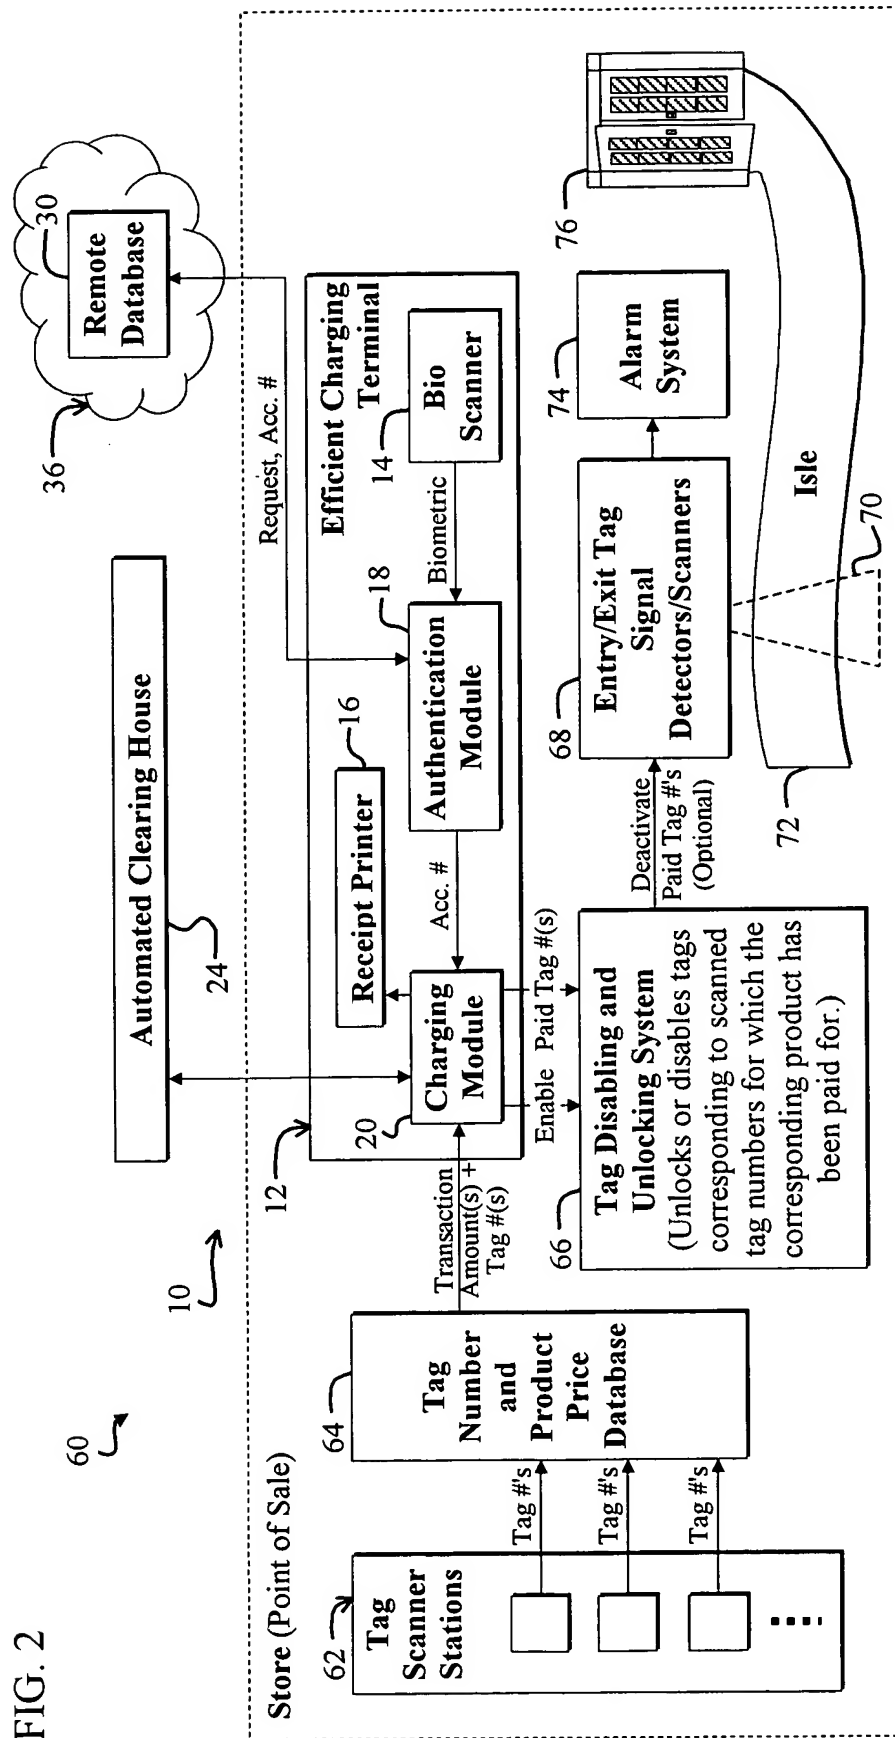 FIG. 2
60
10
Automated Clearing House
24
36
Remote
Database
30
Store (Point of Sale)
Request, Acc. #
12
Efficient Charging
Terminal
Receipt Printer
16
20
Charging
Module
Acc. #
Authentication
Module
18
Biometric
14
Bio
Scanner
62
Tag
Scanner
Stations
Tag #'s
Tag #'s
Tag #'s
64
Tag
Number
and
Product
Price
Database
Transaction
Amount(s) +
Tag #(s)
Enable
Paid Tag #(s)
66
Tag Disabling and
Unlocking System
(Unlocks or disables tags
corresponding to scanned
tag numbers for which the
corresponding product has
been paid for.)
Deactivate
Paid Tag #'s
(Optional)
68
Entry/Exit Tag
Signal
Detectors/Scanners
74
Alarm
System
76
72
Isle
70